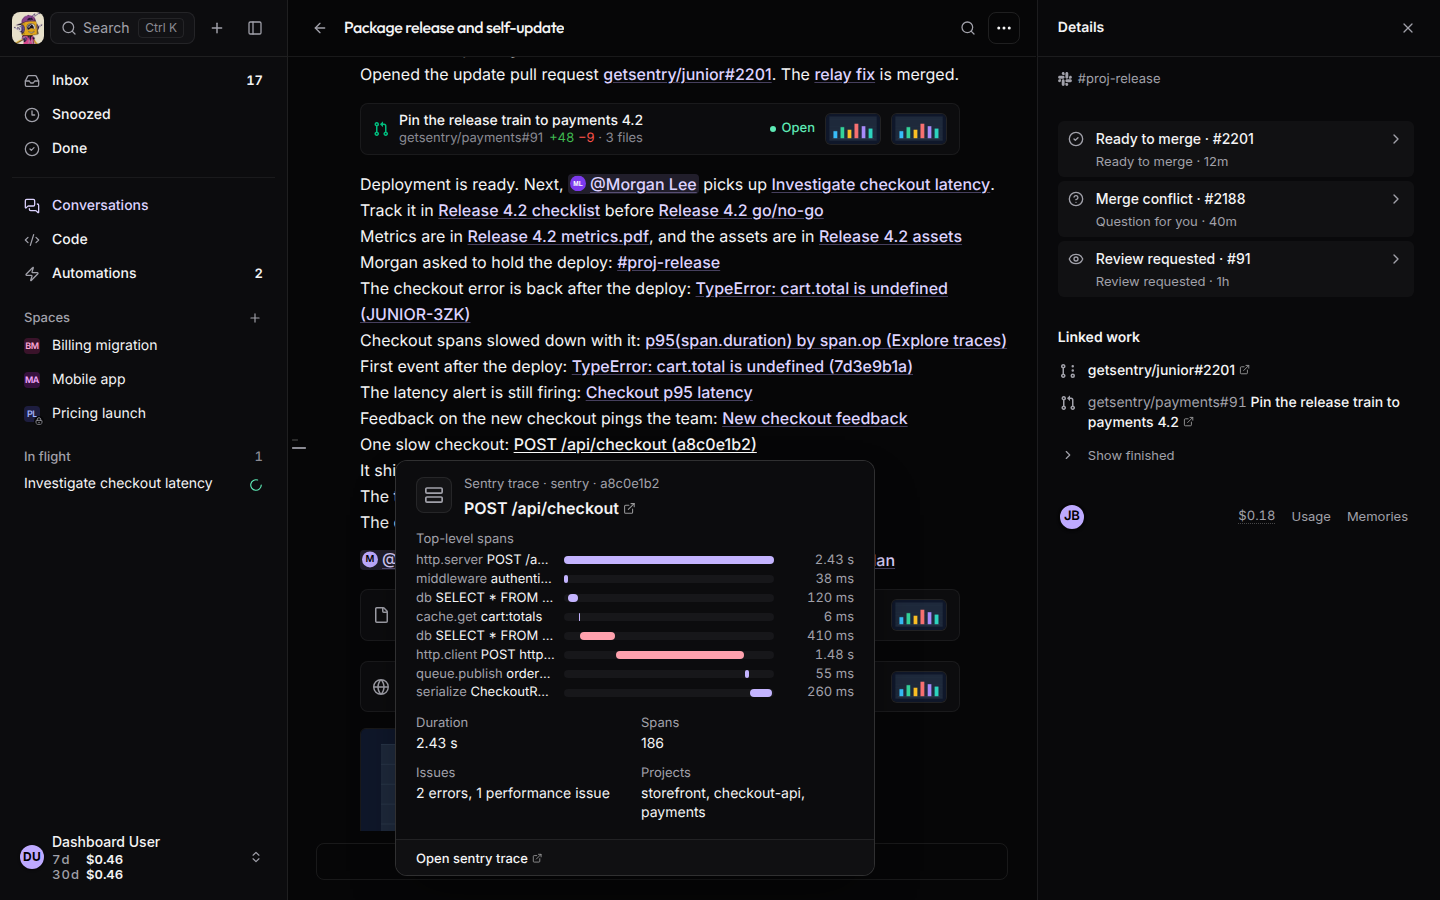 Search Ctrl K
Inbox 17
Snoozed
Done
Conversations
Code
Automations 2
Spaces
BM Billing migration
MA Mobile app
PL Pricing launch
In flight 1
Investigate checkout latency
DU Dashboard User
7d $0.46
30d $0.46
Package release and self-update
Opened the update pull request getsentry/junior#2201. The relay fix is merged.
Pin the release train to payments 4.2
getsentry/payments#91 +48 −9 · 3 files
Open
Deployment is ready. Next, ML @Morgan Lee picks up Investigate checkout latency.
Track it in Release 4.2 checklist before Release 4.2 go/no-go
Metrics are in Release 4.2 metrics.pdf, and the assets are in Release 4.2 assets
Morgan asked to hold the deploy: #proj-release
The checkout error is back after the deploy: TypeError: cart.total is undefined
(JUNIOR-3ZK)
Checkout spans slowed down with it: p95(span.duration) by span.op (Explore traces)
First event after the deploy: TypeError: cart.total is undefined (7d3e9b1a)
The latency alert is still firing: Checkout p95 latency
Feedback on the new checkout pings the team: New checkout feedback
One slow checkout: POST /api/checkout (a8c0e1b2)
It shi
The
The
M @ lan
Sentry trace · sentry · a8c0e1b2
POST /api/checkout
Top-level spans
http.server POST /a... 2.43 s
middleware authenti... 38 ms
db SELECT * FROM ... 120 ms
cache.get cart:totals 6 ms
db SELECT * FROM ... 410 ms
http.client POST http... 1.48 s
queue.publish order... 55 ms
serialize CheckoutR... 260 ms
Duration Spans
2.43 s 186
Issues Projects
2 errors, 1 performance issue storefront, checkout-api,
payments
Open sentry trace
Details
#proj-release
Ready to merge · #2201
Ready to merge · 12m
Merge conflict · #2188
Question for you · 40m
Review requested · #91
Review requested · 1h
Linked work
getsentry/junior#2201
getsentry/payments#91 Pin the release train to
payments 4.2
Show finished
JB $0.18 Usage Memories